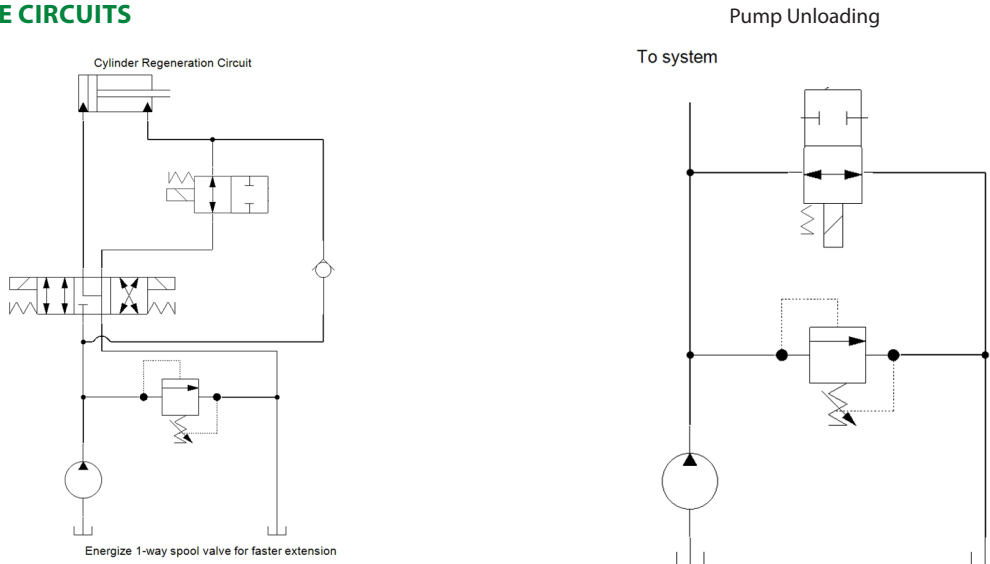 E CIRCUITS
Pump Unloading
To system
Cylinder Regeneration Circuit
Energize 1-way spool valve for faster extension